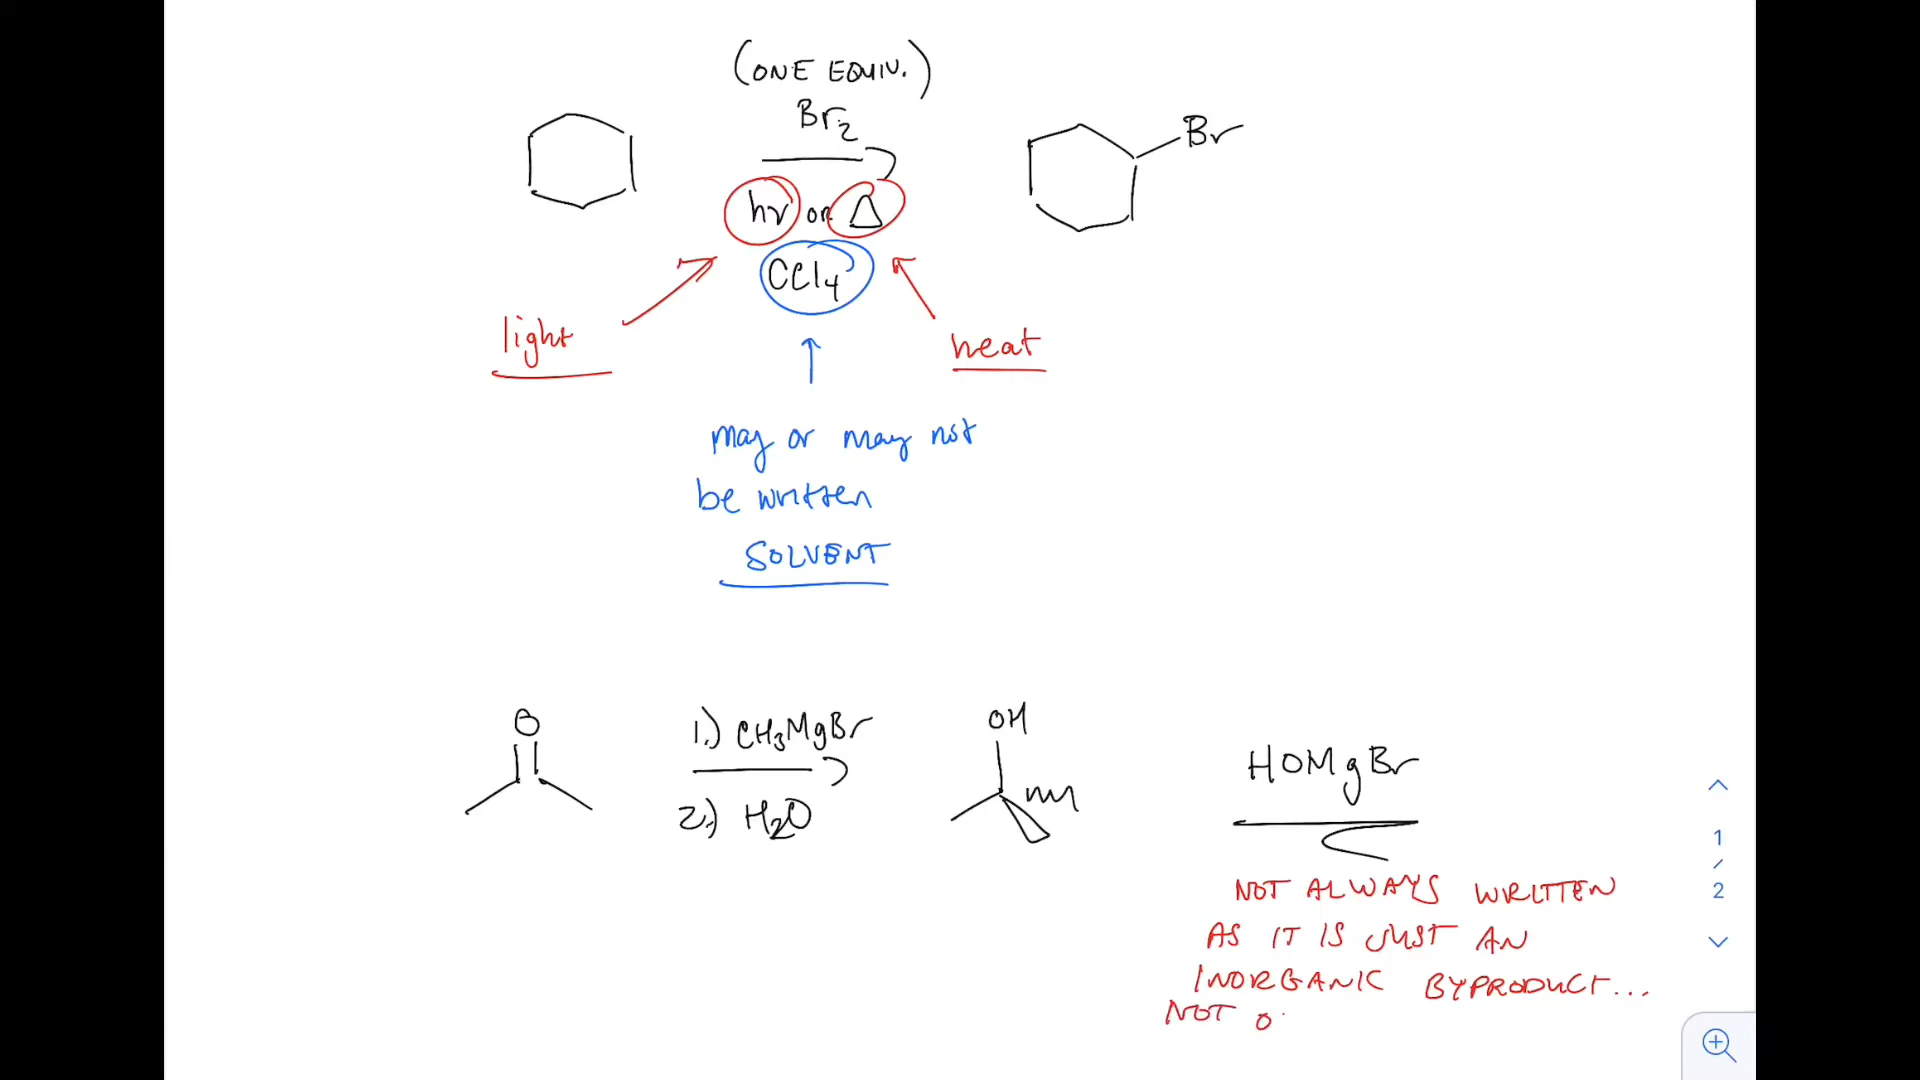 (ONE EQUIV.)
Br2
Br
hν or Δ
CCl4
light
heat
may or may not
be written
SOLVENT
O
1.) CH3MgBr
2.) H2O
OH
HOMgBr
NOT ALWAYS WRITTEN
AS IT IS JUST AN
INORGANIC BYPRODUCT...
NOT O
1
/
2